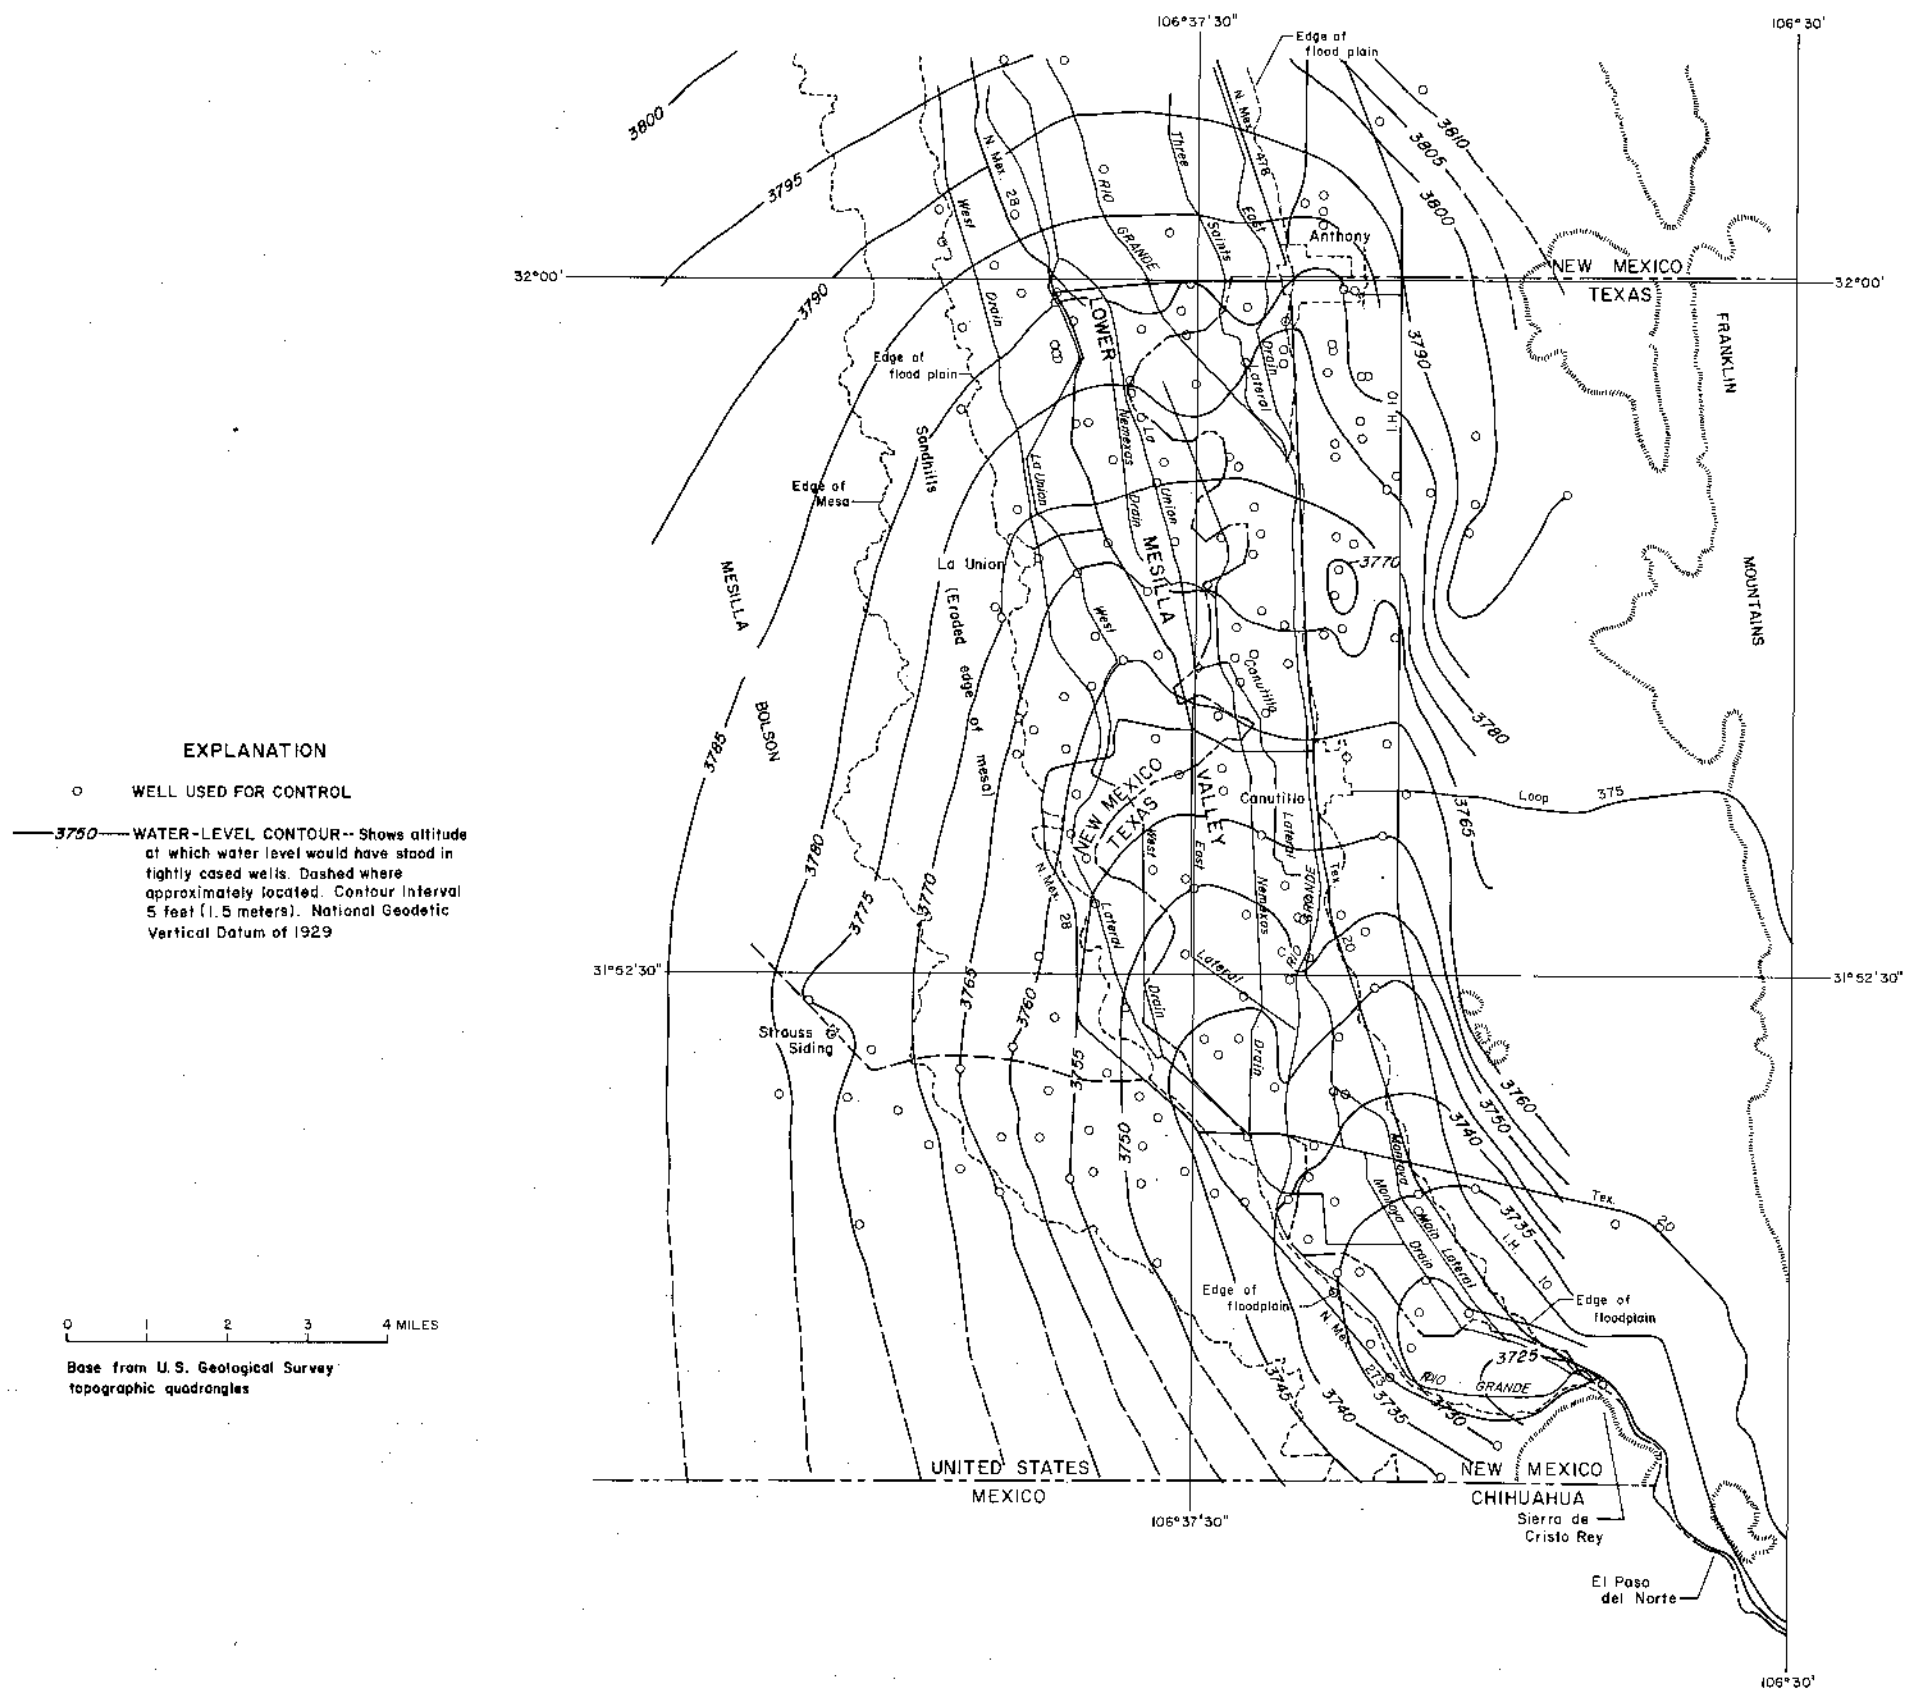 106°37'30"
106°30'
Edge of
flood plain
3800
N. Mex. 28
Three
N. Mex. 478
3810
3805
3795
RIO
3800
West
East
Saints
Anthony
GRANDE
NEW MEXICO
32°00'
32°00'
TEXAS
3790
Drain
LOWER
FRANKLIN
3790
Edge of
flood plain
Drain
Lateral
I.H.10
Nemexas
La
Sandhills
La Union
Edge of
Mesa
Union
Drain
MESILLA
La Union
3770
MOUNTAINS
MESILLA
(Eroded edge of mesa)
West
Canutillo
BOLSON
3780
3785
EXPLANATION
WELL USED FOR CONTROL
NEW MEXICO
TEXAS
VALLEY
Canutillo
Loop 375
3765
3750 WATER-LEVEL CONTOUR-- Shows altitude
at which water level would have stood in
tightly cased wells. Dashed where
approximately located. Contour Interval
5 feet (1.5 meters). National Geodetic
Vertical Datum of 1929
3780
West
East
Lateral
3770
3775
N. Mex. 28
Lateral
Nemexas
RIO GRANDE
Tex. 20
31°52'30"
31°52'30"
3765
Lateral
Drain
3760
Strauss
Siding
Drain
3755
3760
3750
3740
3750
Montoya
Montoya
Main
Drain
Lateral
3735
I.H. 10
Tex. 20
Edge of
floodplain
Edge of
floodplain
0 1 2 3 4 MILES
N. Mex. 273
Base from U.S. Geological Survey
topographic quadrangles
3725
RIO GRANDE
3745
3740
3735
3730
UNITED STATES
MEXICO
NEW MEXICO
CHIHUAHUA
Sierra de
Cristo Rey
106°37'30"
El Paso
del Norte
106°30'